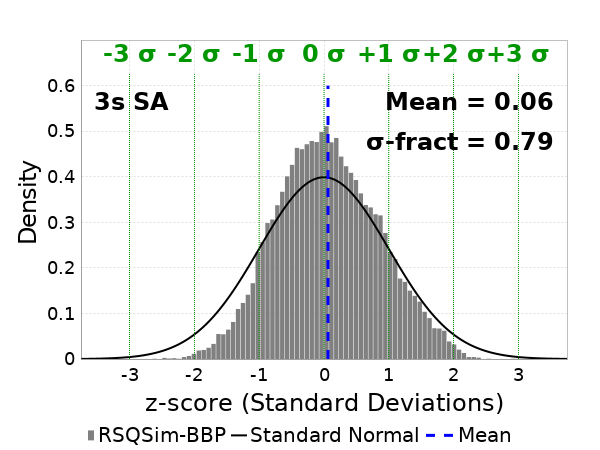 -3 σ -2 σ -1 σ 0 σ +1 σ +2 σ +3 σ
3s SA
Mean = 0.06
σ-fract = 0.79
Density
0.6
0.5
0.4
0.3
0.2
0.1
0
-3 -2 -1 0 1 2 3
z-score (Standard Deviations)
RSQSim-BBP Standard Normal Mean